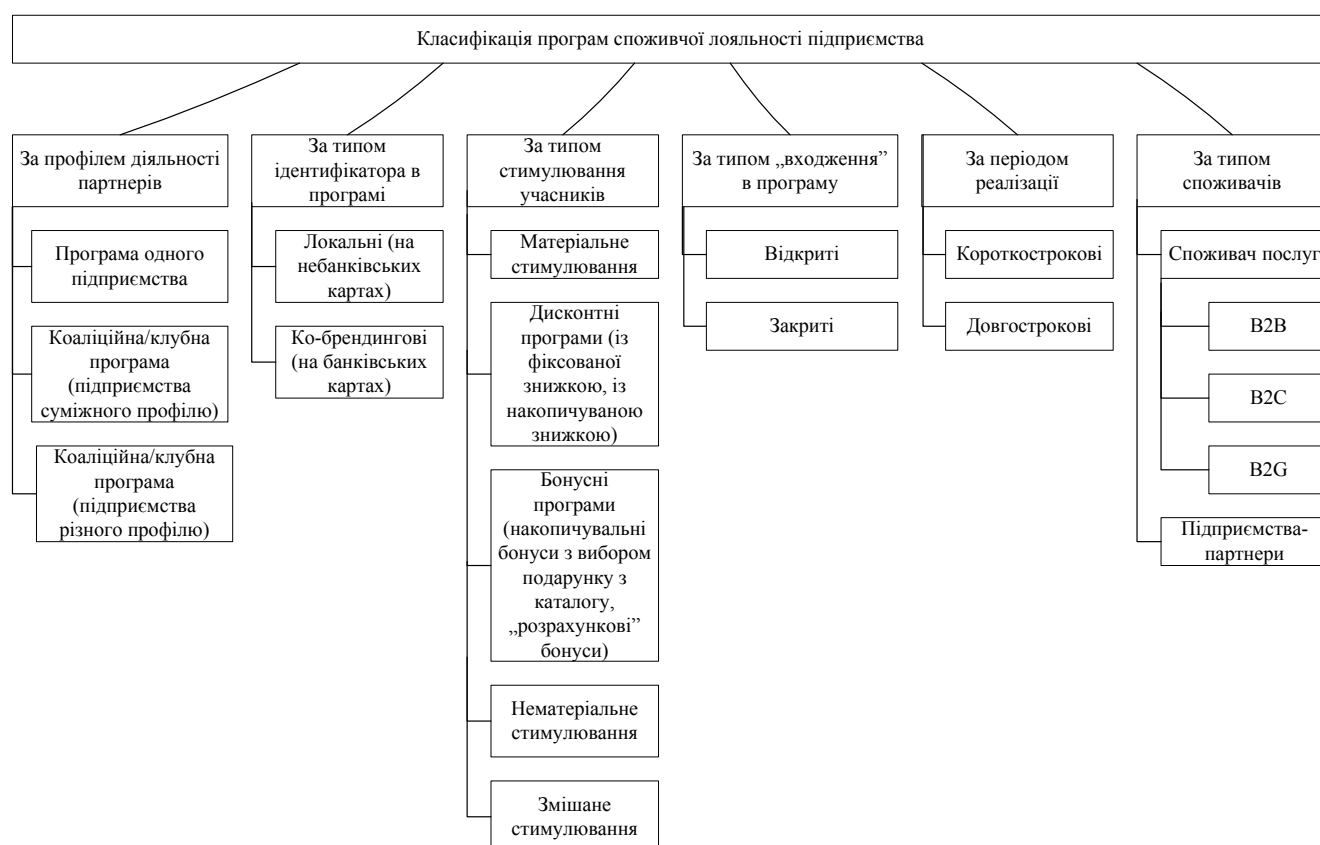 Класифікація програм споживчої лояльності підприємства
За профілем діяльності
партнерів
Програма одного
підприємства
Коаліційна/клубна
програма
(підприємства
суміжного профілю)
Коаліційна/клубна
програма
(підприємства
різного профілю)
За типом
ідентифікатора в
програмі
Локальні (на
небанківських
картах)
Ко-брендингові
(на банківських
картах)
За типом
стимулювання
учасників
Матеріальне
стимулювання
Дисконтні
програми (із
фіксованої
знижкою, із
накопичуваною
знижкою)
Бонусні
програми
(накопичувальні
бонуси з вибором
подарунку з
каталогу,
„розрахункові”
бонуси)
Нематеріальне
стимулювання
Змішане
стимулювання
За типом „входження”
в програму
Відкриті
Закриті
За періодом
реалізації
Короткострокові
Довгострокові
За типом
споживачів
Споживач послуг
B2B
B2C
B2G
Підприємства-
партнери